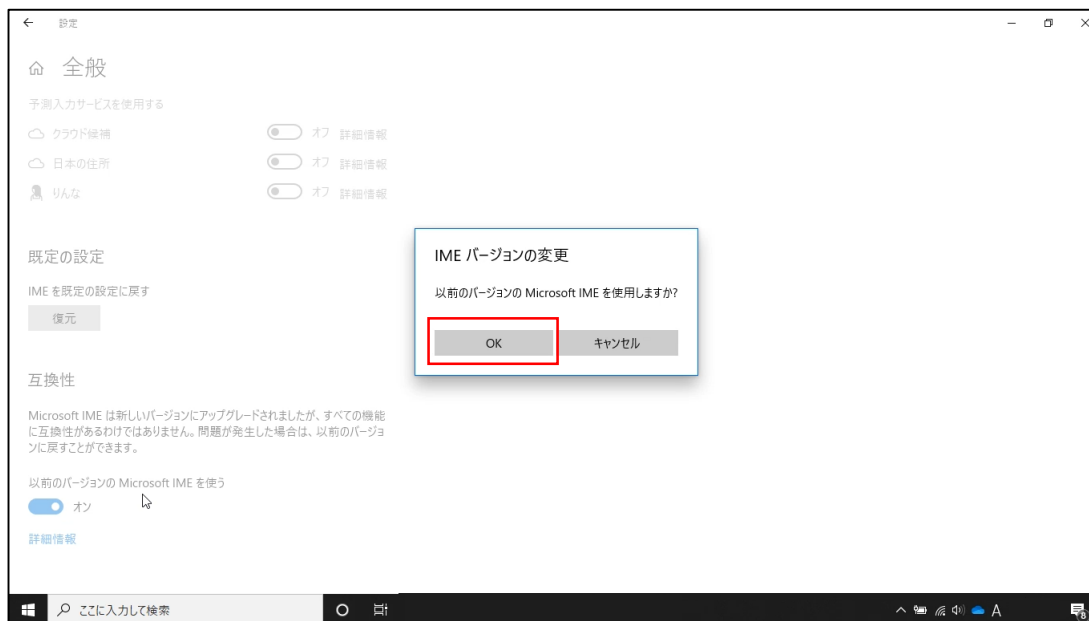 設定
全般
予測入力サービスを使用する
クラウド候補 オフ 詳細情報
日本の住所 オフ 詳細情報
りんな オフ 詳細情報
既定の設定
IME を既定の設定に戻す
復元
互換性
Microsoft IME は新しいバージョンにアップグレードされましたが、すべての機能
に互換性があるわけではありません。問題が発生した場合は、以前のバージョ
ンに戻すことができます。
以前のバージョンの Microsoft IME を使う
オン
詳細情報
IME バージョンの変更
以前のバージョンの Microsoft IME を使用しますか?
OK キャンセル
ここに入力して検索
A
8